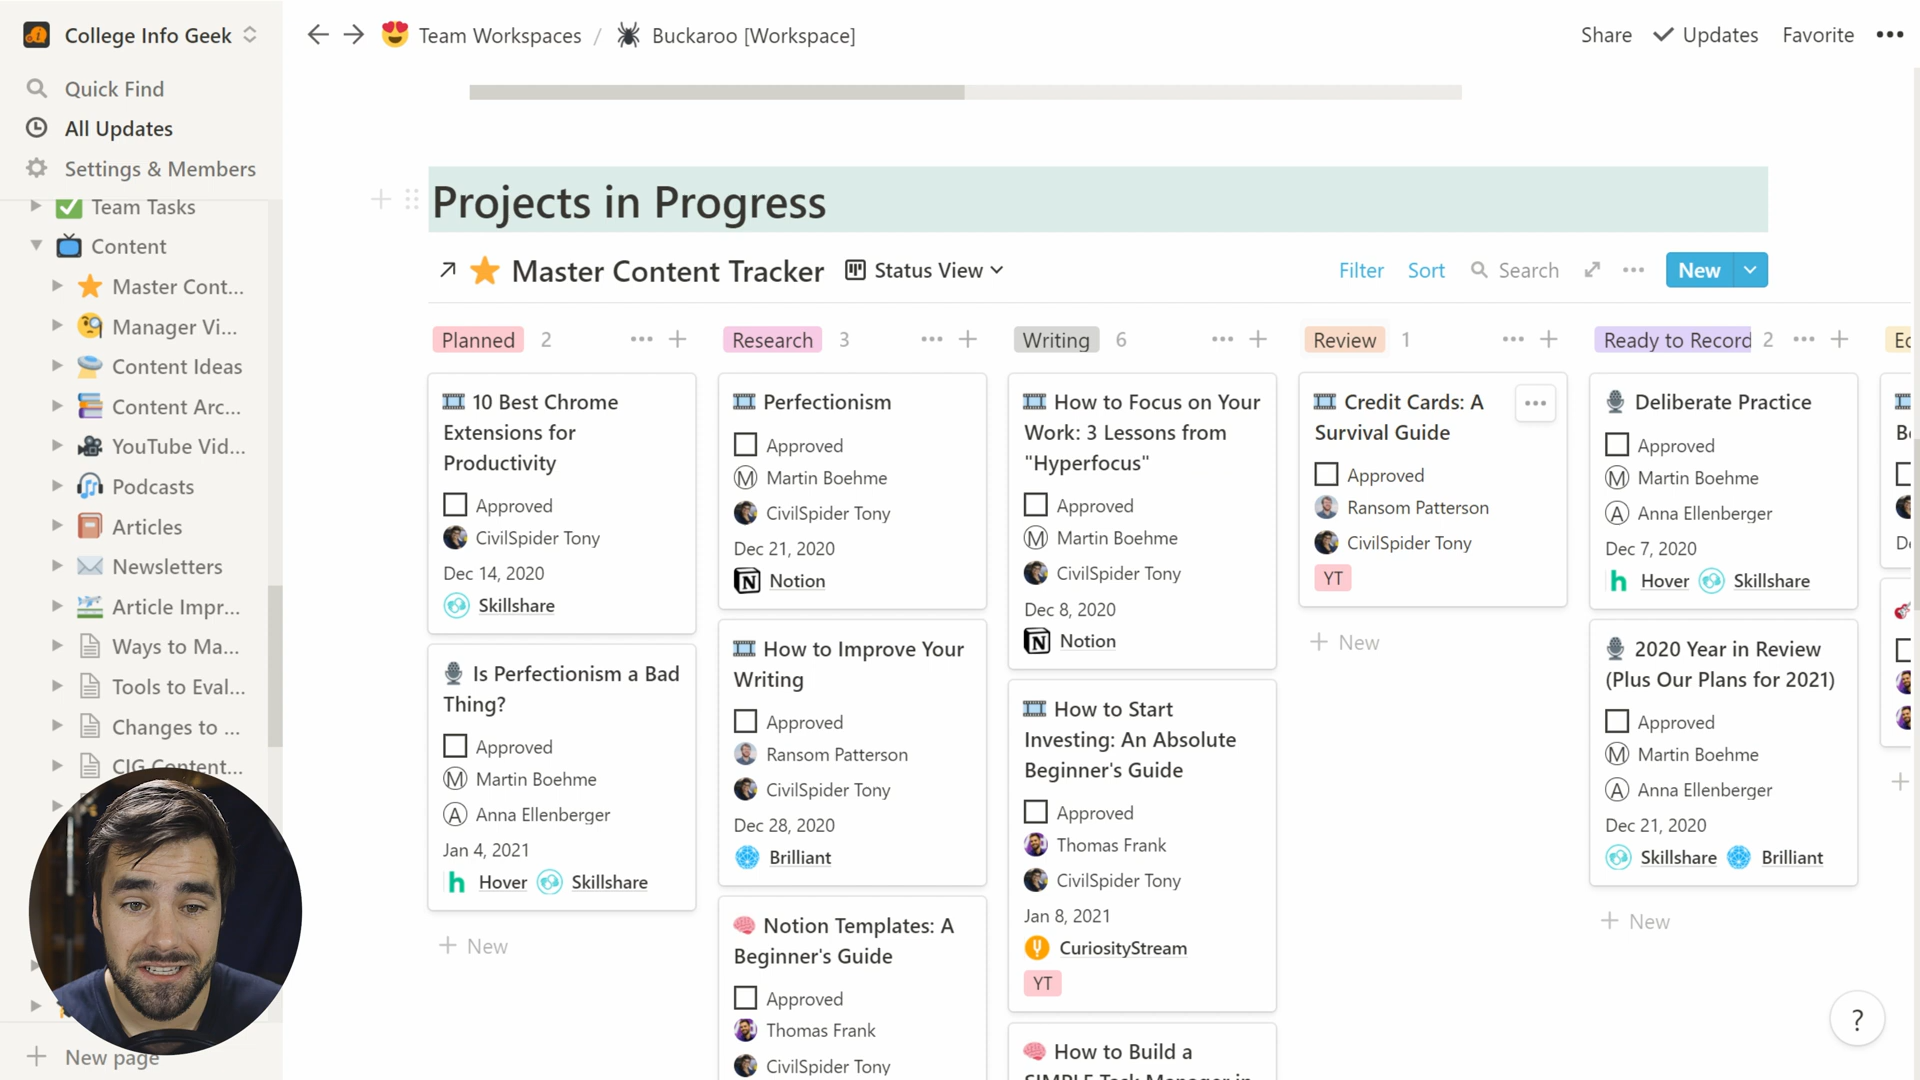 College Info Geek
Team Workspaces / Buckaroo [Workspace]
Share Updates Favorite
Quick Find
All Updates
Settings & Members
Team Tasks
Content
Master Cont...
Manager Vi...
Content Ideas
Content Arc...
YouTube Vid...
Podcasts
Articles
Newsletters
Article Impr...
Ways to Ma...
Tools to Eval...
Changes to ...
CIG Content...
New page
Projects in Progress
Master Content Tracker Status View
Filter Sort Search New
Planned 2
10 Best Chrome
Extensions for
Productivity
Approved
CivilSpider Tony
Dec 14, 2020
Skillshare
Is Perfectionism a Bad
Thing?
Approved
M Martin Boehme
A Anna Ellenberger
Jan 4, 2021
h Hover Skillshare
New
Research 3
Perfectionism
Approved
M Martin Boehme
CivilSpider Tony
Dec 21, 2020
N Notion
How to Improve Your
Writing
Approved
Ransom Patterson
CivilSpider Tony
Dec 28, 2020
Brilliant
Notion Templates: A
Beginner's Guide
Approved
Thomas Frank
CivilSpider Tony
Writing 6
How to Focus on Your
Work: 3 Lessons from
"Hyperfocus"
Approved
M Martin Boehme
CivilSpider Tony
Dec 8, 2020
N Notion
How to Start
Investing: An Absolute
Beginner's Guide
Approved
Thomas Frank
CivilSpider Tony
Jan 8, 2021
CuriosityStream
YT
How to Build a
SIMPLE Task Manager in
Review 1
Credit Cards: A
Survival Guide
Approved
Ransom Patterson
CivilSpider Tony
YT
New
Ready to Record 2
Deliberate Practice
Approved
M Martin Boehme
A Anna Ellenberger
Dec 7, 2020
h Hover Skillshare
2020 Year in Review
(Plus Our Plans for 2021)
Approved
M Martin Boehme
A Anna Ellenberger
Dec 21, 2020
Skillshare Brilliant
New
?